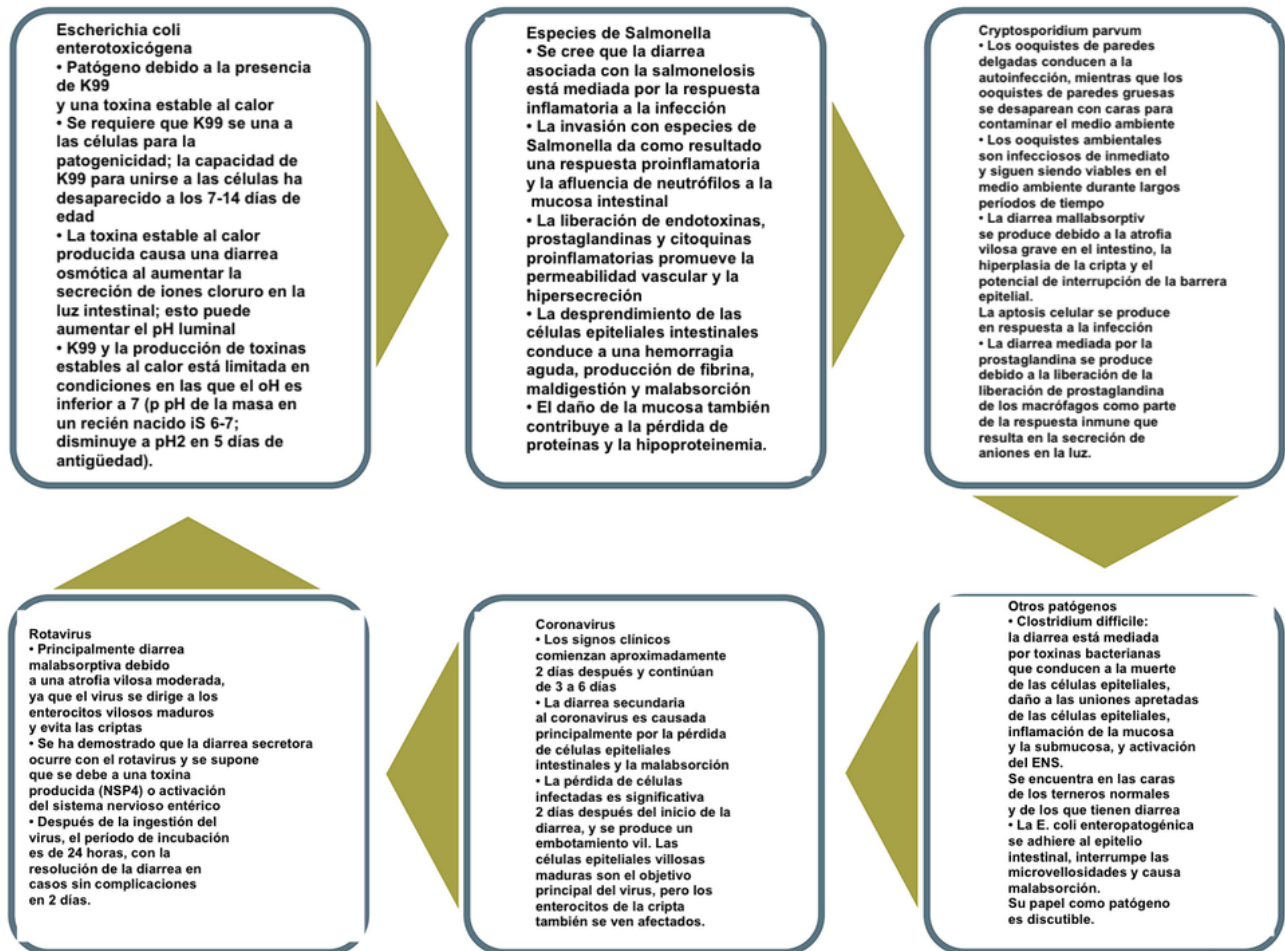 Escherichia coli
enterotoxicógena
• Patógeno debido a la presencia
de K99
y una toxina estable al calor
• Se requiere que K99 se una a
las células para la
patogenicidad; la capacidad de
K99 para unirse a las células ha
desaparecido a los 7-14 días de
edad
• La toxina estable al calor
producida causa una diarrea
osmótica al aumentar la
secreción de iones cloruro en la
luz intestinal; esto puede
aumentar el pH luminal
• K99 y la producción de toxinas
estables al calor está limitada en
condiciones en las que el oH es
inferior a 7 (p pH de la masa en
un recién nacido iS 6-7;
disminuye a pH2 en 5 días de
antigüedad).
Especies de Salmonella
• Se cree que la diarrea
asociada con la salmonelosis
está mediada por la respuesta
inflamatoria a la infección
• La invasión con especies de
Salmonella da como resultado
una respuesta proinflamatoria
y la afluencia de neutrófilos a la
mucosa intestinal
• La liberación de endotoxinas,
prostaglandinas y citoquinas
proinflamatorias promueve la
permeabilidad vascular y la
hipersecreción
• La desprendimiento de las
células epiteliales intestinales
conduce a una hemorragia
aguda, producción de fibrina,
maldigestión y malabsorción
• El daño de la mucosa también
contribuye a la pérdida de
proteínas y la hipoproteinemia.
Cryptosporidium parvum
• Los ooquistes de paredes
delgadas conducen a la
autoinfección, mientras que los
ooquistes de paredes gruesas
se desaparean con caras para
contaminar el medio ambiente
• Los ooquistes ambientales
son infecciosos de inmediato
y siguen siendo viables en el
medio ambiente durante largos
períodos de tiempo
• La diarrea mallabsorptiv
se produce debido a la atrofia
vilosa grave en el intestino, la
hiperplasia de la cripta y el
potencial de interrupción de la barrera
epitelial.
La aptosis celular se produce
en respuesta a la infección
• La diarrea mediada por la
prostaglandina se produce
debido a la liberación de la
liberación de prostaglandina
de los macrófagos como parte
de la respuesta inmune que
resulta en la secreción de
aniones en la luz.
Rotavirus
• Principalmente diarrea
malabsorptiva debido
a una atrofia vilosa moderada,
ya que el virus se dirige a los
enterocitos vilosos maduros
y evita las criptas
• Se ha demostrado que la diarrea secretora
ocurre con el rotavirus y se supone
que se debe a una toxina
producida (NSP4) o activación
del sistema nervioso entérico
• Después de la ingestión del
virus, el período de incubación
es de 24 horas, con la
resolución de la diarrea en
casos sin complicaciones
en 2 días.
Coronavirus
• Los signos clínicos
comienzan aproximadamente
2 días después y continúan
de 3 a 6 días
• La diarrea secundaria
al coronavirus es causada
principalmente por la pérdida
de células epiteliales
intestinales y la malabsorción
• La pérdida de células
infectadas es significativa
2 días después del inicio de la
diarrea, y se produce un
embotamiento vil. Las
células epiteliales villosas
maduras son el objetivo
principal del virus, pero los
enterocitos de la cripta
también se ven afectados.
Otros patógenos
• Clostridium difficile:
la diarrea está mediada
por toxinas bacterianas
que conducen a la muerte
de las células epiteliales,
daño a las uniones apretadas
de las células epiteliales,
inflamación de la mucosa
y la submucosa, y activación
del ENS.
Se encuentra en las caras
de los terneros normales
y de los que tienen diarrea
• La E. coli enteropatogénica
se adhiere al epitelio
intestinal, interrumpe las
microvellosidades y causa
malabsorción.
Su papel como patógeno
es discutible.